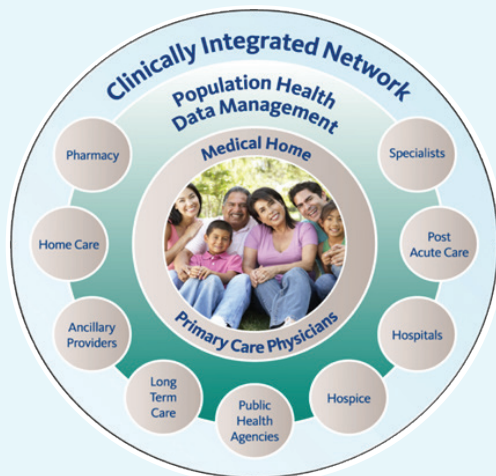 Clinically Integrated Network
Population Health
Data Management
Medical Home
Primary Care Physicians
Pharmacy
Specialists
Home Care
Post
Acute Care
Ancillary
Providers
Hospitals
Long
Term
Care
Public
Health
Agencies
Hospice